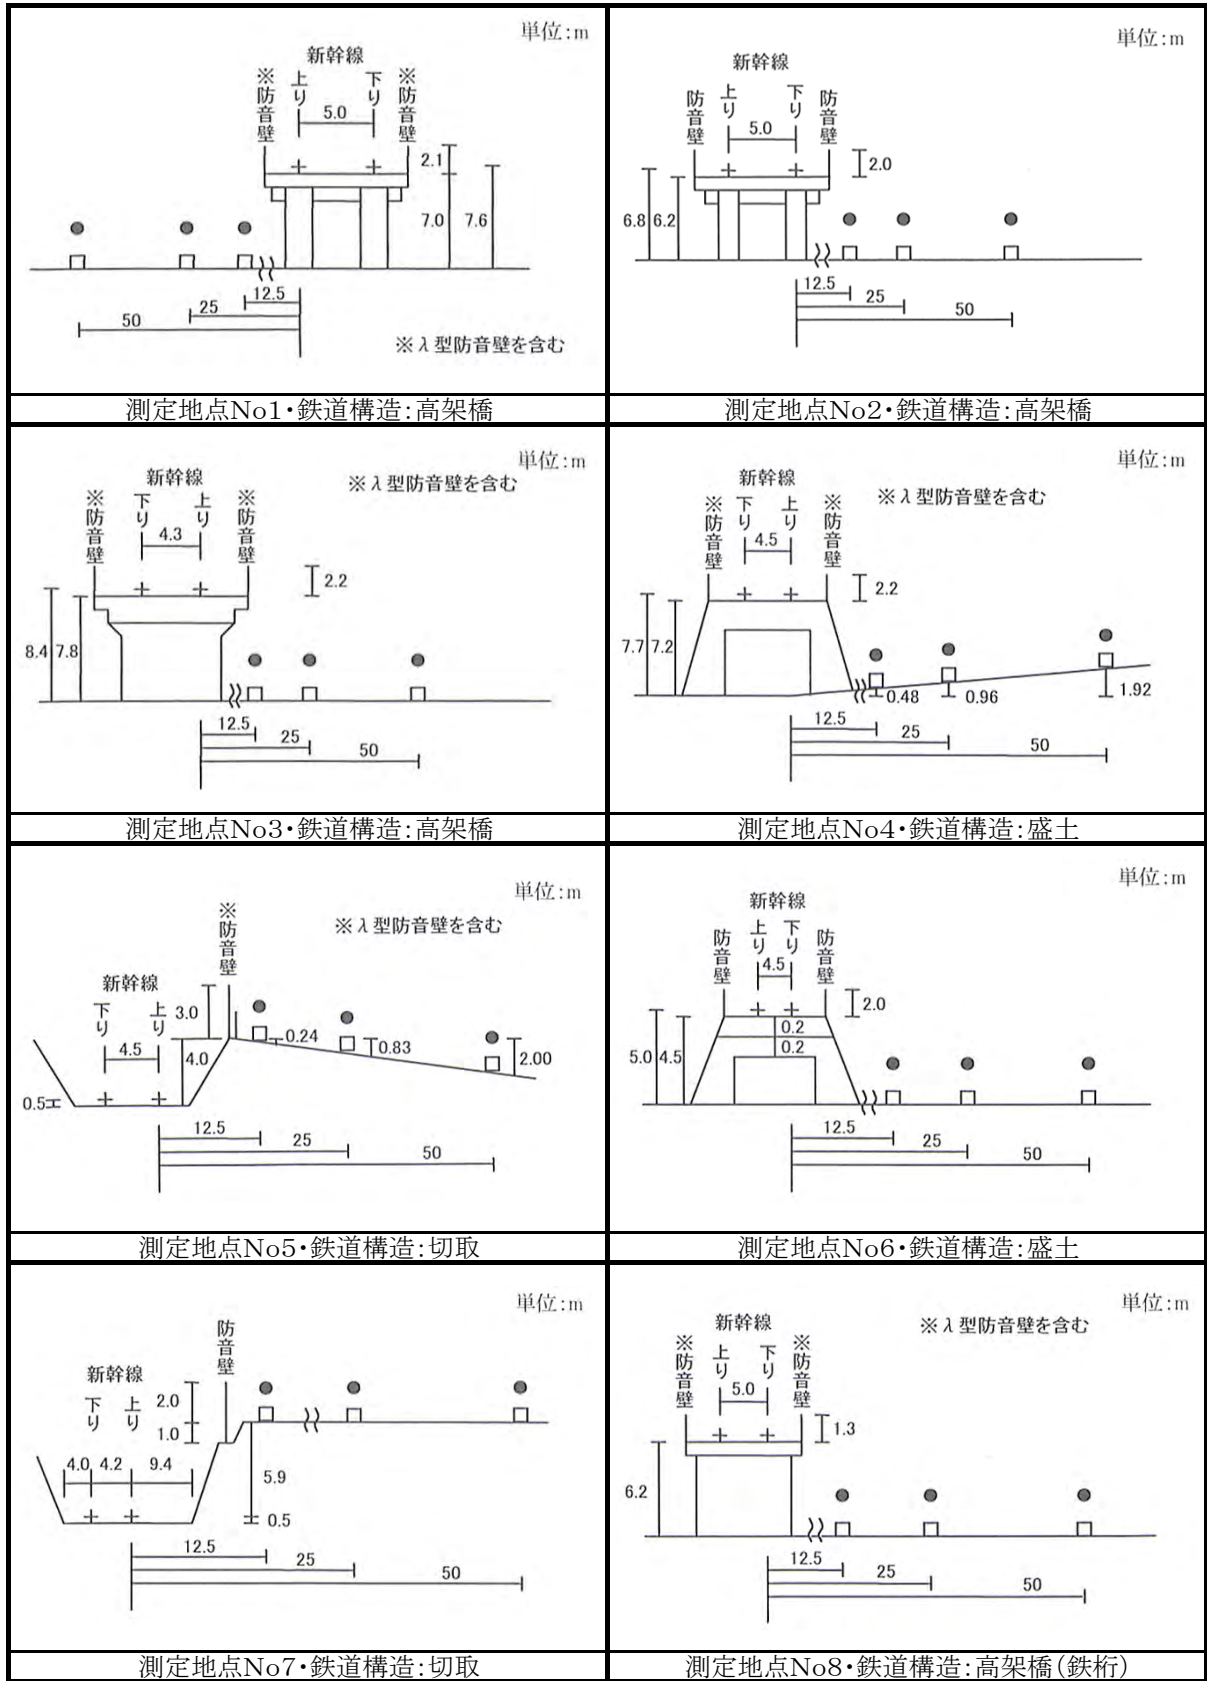 単位:m
新幹線
※防音壁
上り
下り
※防音壁
5.0
2.1
7.0
7.6
12.5
25
50
※λ型防音壁を含む
測定地点No1・鉄道構造:高架橋
単位:m
新幹線
防音壁
上り
下り
防音壁
5.0
2.0
6.8
6.2
12.5
25
50
測定地点No2・鉄道構造:高架橋
単位:m
新幹線
※λ型防音壁を含む
※防音壁
下り
上り
※防音壁
4.3
2.2
8.4
7.8
12.5
25
50
測定地点No3・鉄道構造:高架橋
単位:m
新幹線
※λ型防音壁を含む
※防音壁
下り
上り
※防音壁
4.5
2.2
7.7
7.2
0.48
0.96
1.92
12.5
25
50
測定地点No4・鉄道構造:盛土
単位:m
※防音壁
※λ型防音壁を含む
新幹線
下り
上り
3.0
4.5
4.0
0.24
0.83
2.00
0.5
12.5
25
50
測定地点No5・鉄道構造:切取
単位:m
新幹線
防音壁
上り
下り
防音壁
4.5
2.0
0.2
0.2
5.0
4.5
12.5
25
50
測定地点No6・鉄道構造:盛土
単位:m
防音壁
新幹線
下り
上り
2.0
1.0
4.0
4.2
9.4
5.9
0.5
12.5
25
50
測定地点No7・鉄道構造:切取
単位:m
新幹線
※λ型防音壁を含む
※防音壁
上り
下り
※防音壁
5.0
1.3
6.2
12.5
25
50
測定地点No8・鉄道構造:高架橋(鉄桁)